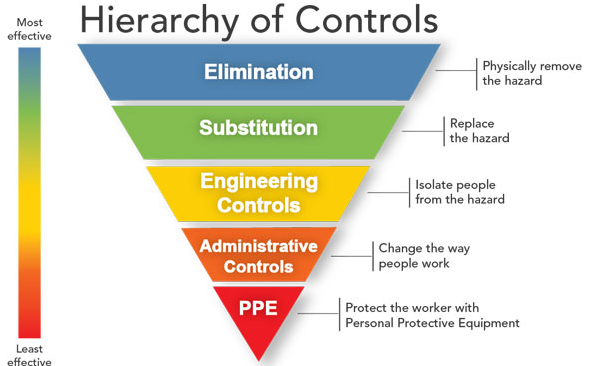 Hierarchy of Controls
Most
effective
Elimination
Physically remove
the hazard
Substitution
Replace
the hazard
Engineering
Controls
Isolate people
from the hazard
Administrative
Controls
Change the way
people work
PPE
Protect the worker with
Personal Protective Equipment
Least
effective